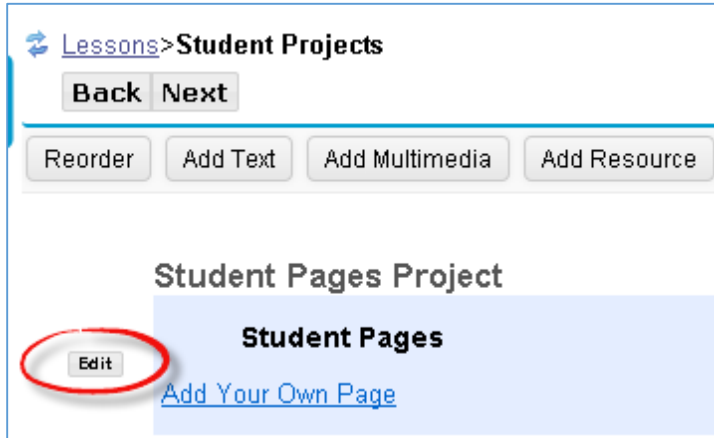 Lessons>Student Projects
Back Next
Reorder Add Text Add Multimedia Add Resource
Student Pages Project
Student Pages
Edit
Add Your Own Page